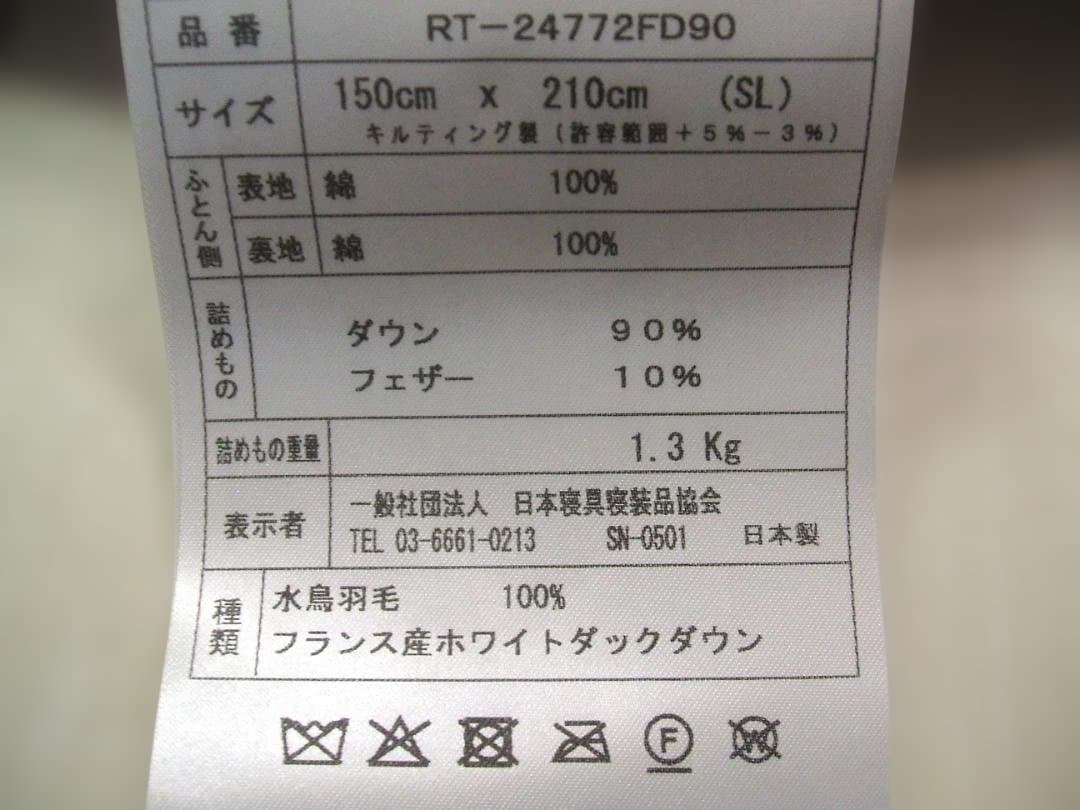 品番 RT-24772FD90
サイズ 150cm x 210cm (SL)
キルティング製(許容範囲+5%-3%)
ふとん側
表地 綿 100%
裏地 綿 100%
詰めもの
ダウン 90%
フェザー 10%
詰めもの重量 1.3 Kg
表示者
一般社団法人 日本寝具寝装品協会
TEL 03-6661-0213 SN-0501 日本製
種類
水鳥羽毛 100%
フランス産ホワイトダックダウン
F W